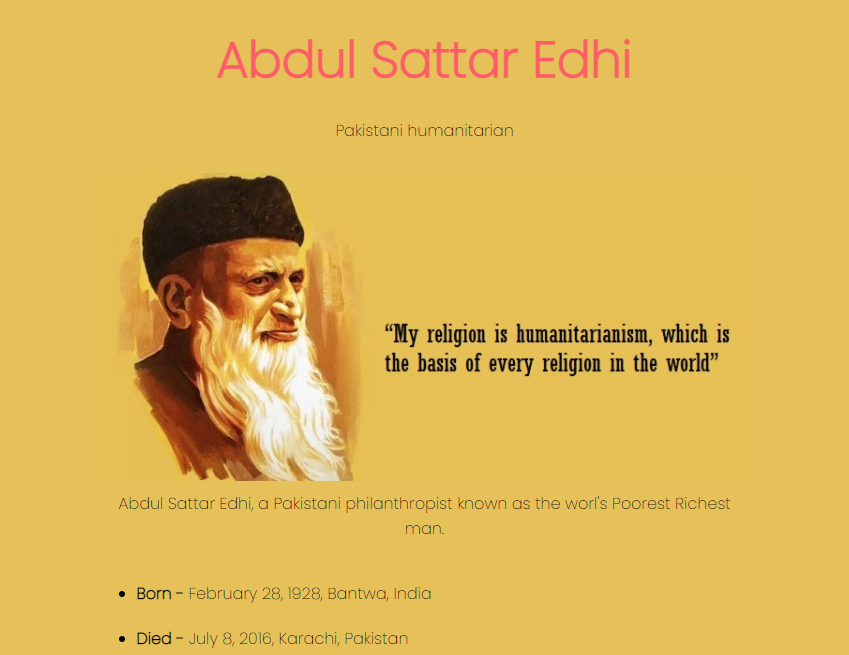 Abdul Sattar Edhi
Pakistani humanitarian
“My religion is humanitarianism, which is
the basis of every religion in the world”
Abdul Sattar Edhi, a Pakistani philanthropist known as the worl's Poorest Richest
man.
• Born - February 28, 1928, Bantwa, India
• Died - July 8, 2016, Karachi, Pakistan